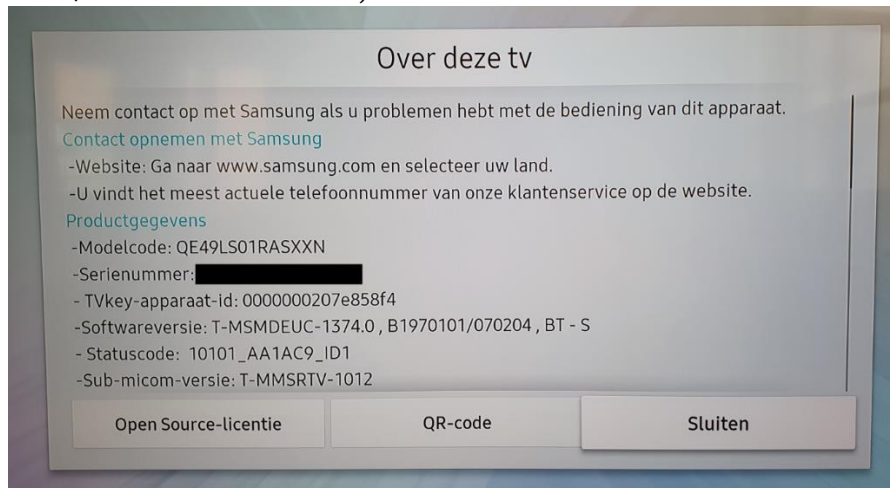 Over deze tv
Neem contact op met Samsung als u problemen hebt met de bediening van dit apparaat.
Contact opnemen met Samsung
-Website: Ga naar www.samsung.com en selecteer uw land.
-U vindt het meest actuele telefoonnummer van onze klantenservice op de website.
Productgegevens
-Modelcode: QE49LS01RASXXN
-Serienummer:
- TVkey-apparaat-id: 0000000207e858f4
-Softwareversie: T-MSMDEUC-1374.0 , B1970101/070204 , BT - S
- Statuscode: 10101_AA1AC9_ID1
-Sub-micom-versie: T-MMSRTV-1012
Open Source-licentie
QR-code
Sluiten